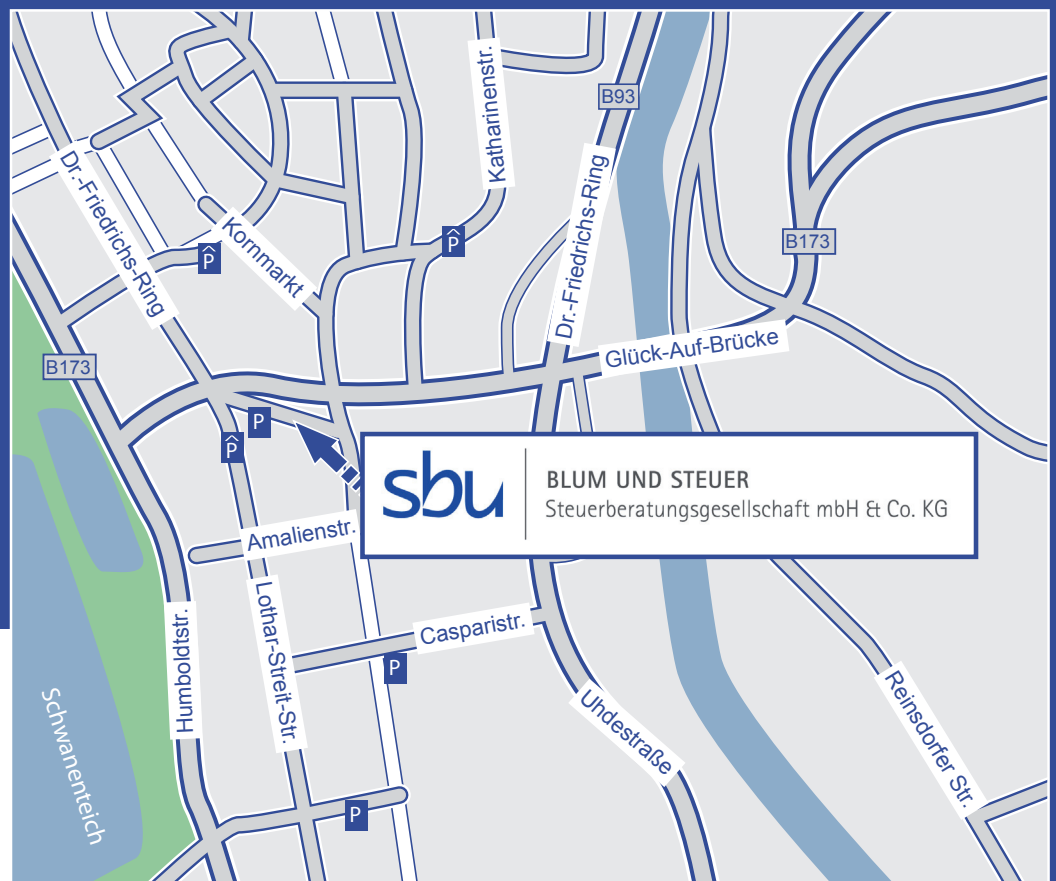 Katharinenstr.
B93
Dr.-Friedrichs-Ring
Dr.-Friedrichs-Ring
Kornmarkt
P
P
B173
Glück-Auf-Brücke
B173
P
P
sbu
BLUM UND STEUER
Steuerberatungsgesellschaft mbH & Co. KG
Amalienstr.
Lothar-Streit-Str.
Humboldtstr.
Casparistr.
P
Schwanenteich
Uhdestraße
Reinsdorfer Str.
P